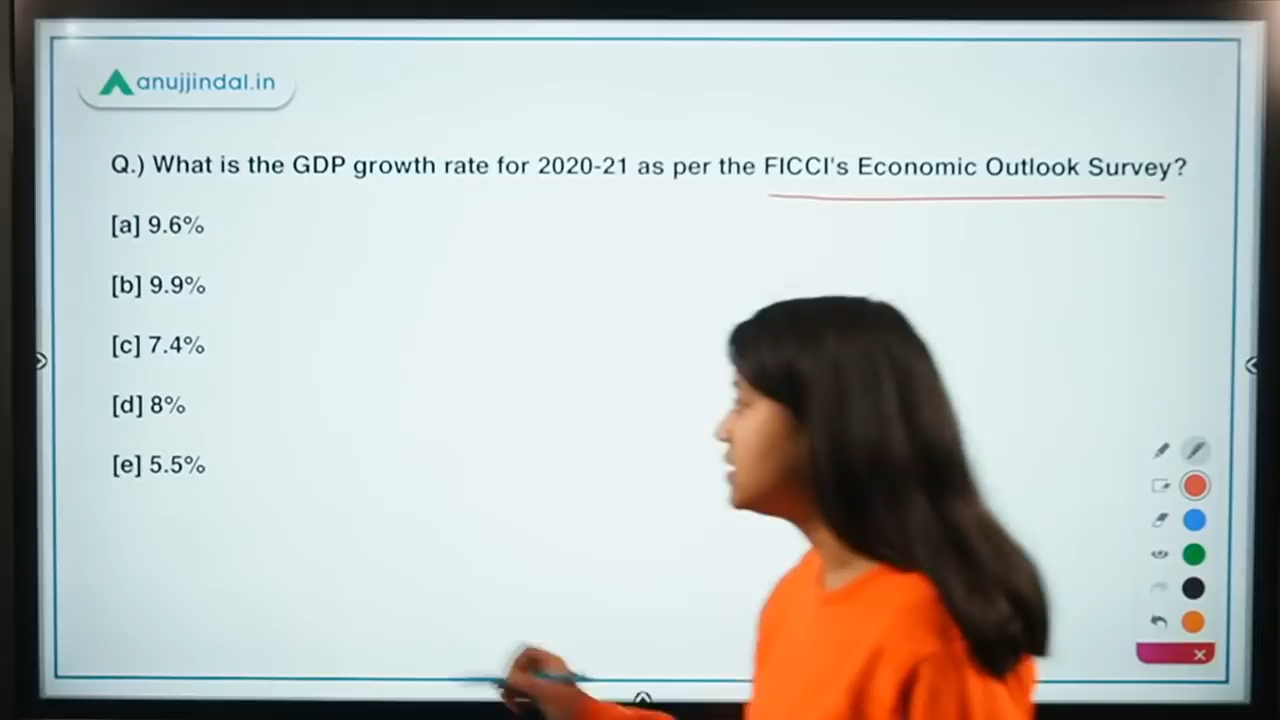 anujjindal.in
Q.) What is the GDP growth rate for 2020-21 as per the FICCI's Economic Outlook Survey?
[a] 9.6%
[b] 9.9%
[c] 7.4%
[d] 8%
[e] 5.5%